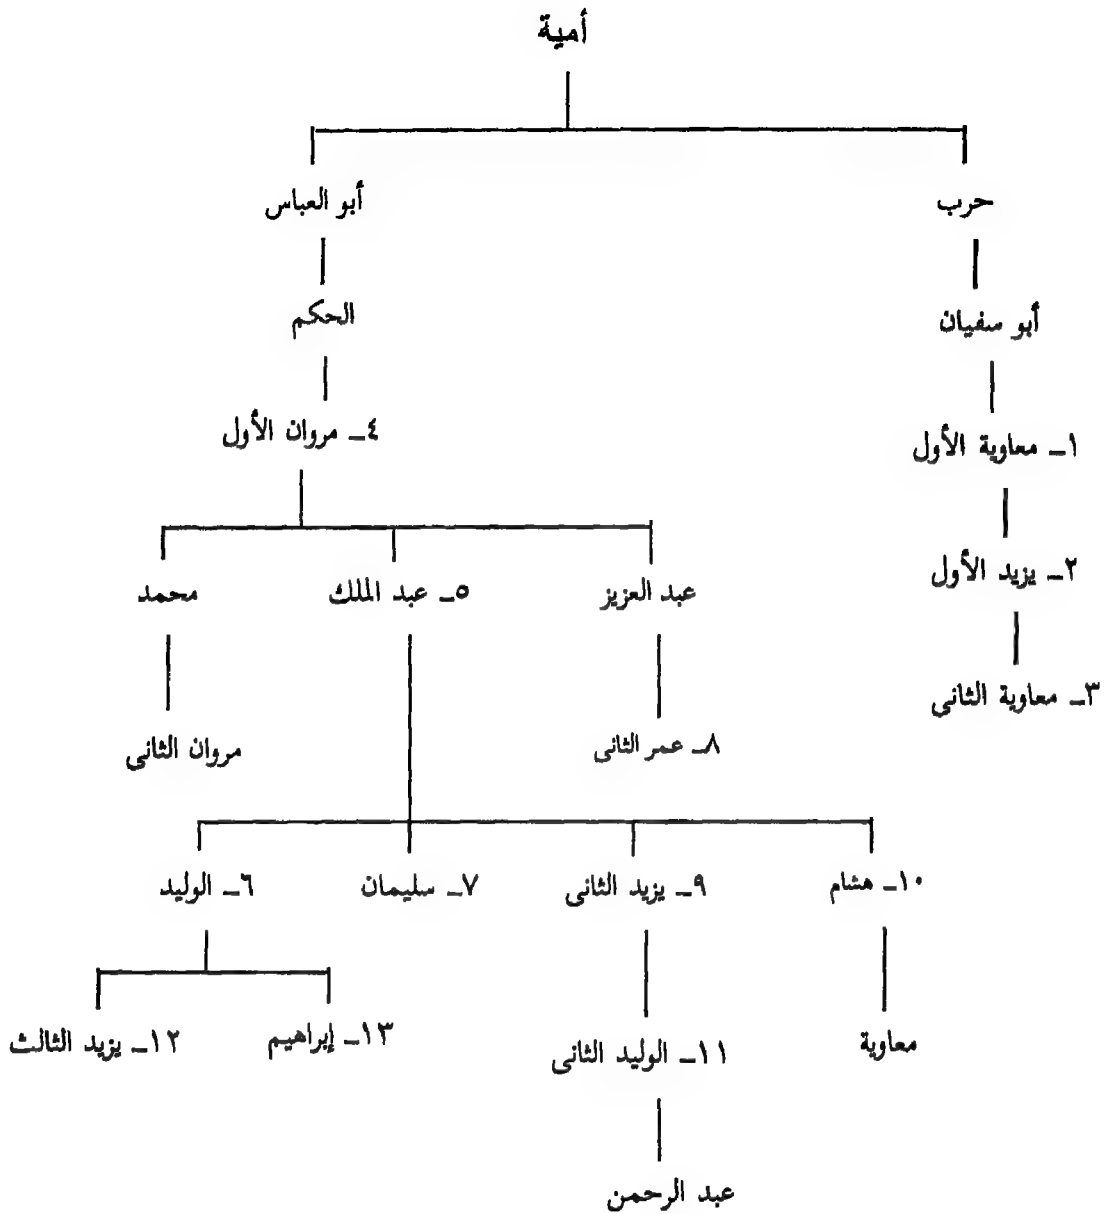 أمية
حرب
أبو العباس
أبو سفيان
الحكم
١ـ معاوية الأول
٤ـ مروان الأول
٢ـ يزيد الأول
عبد العزيز
٥ـ عبد الملك
محمد
٣ـ معاوية الثانى
٨ـ عمر الثانى
مروان الثانى
١٠ـ هشام
٩ـ يزيد الثانى
٧ـ سليمان
٦ـ الوليد
معاوية
١١ـ الوليد الثانى
١٣ـ إبراهيم
١٢ـ يزيد الثالث
عبد الرحمن